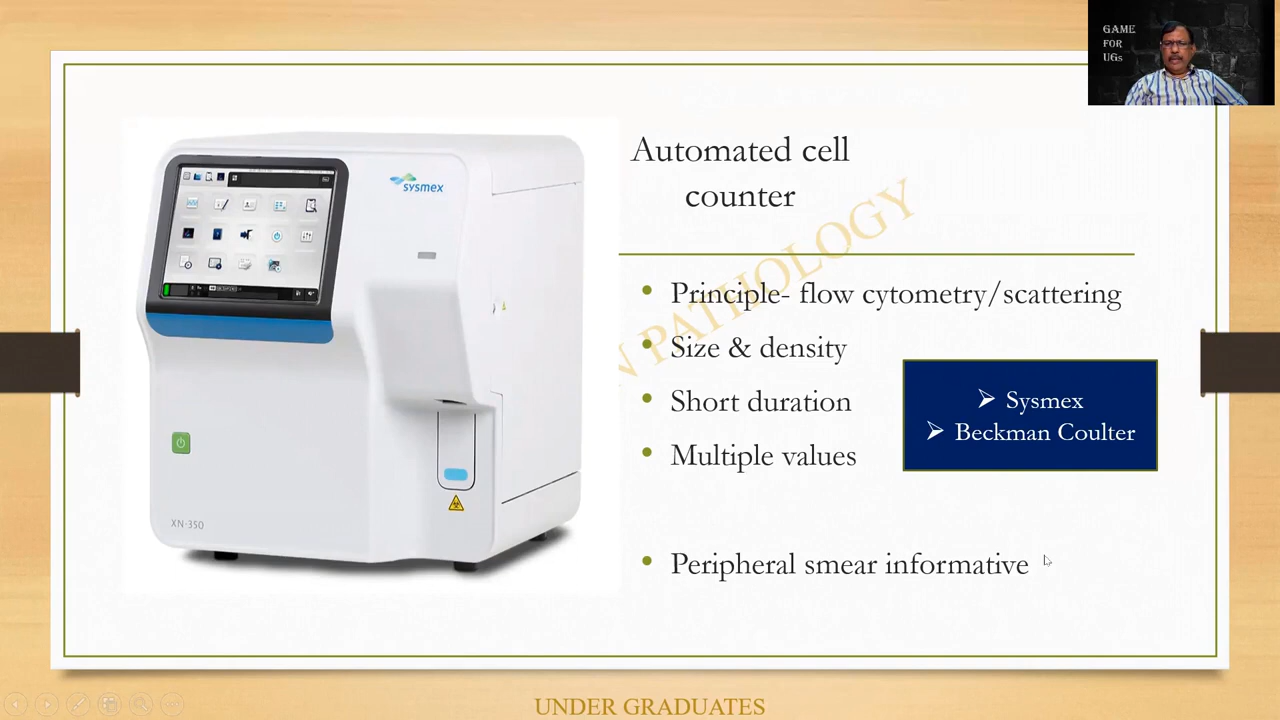 GAME
FOR
UGs
Automated cell
counter
sysmex
• Principle- flow cytometry/scattering
• Size & density
• Short duration
• Multiple values
➢ Sysmex
➢ Beckman Coulter
• Peripheral smear informative
XN-350
PATHOLOGY
UNDER GRADUATES